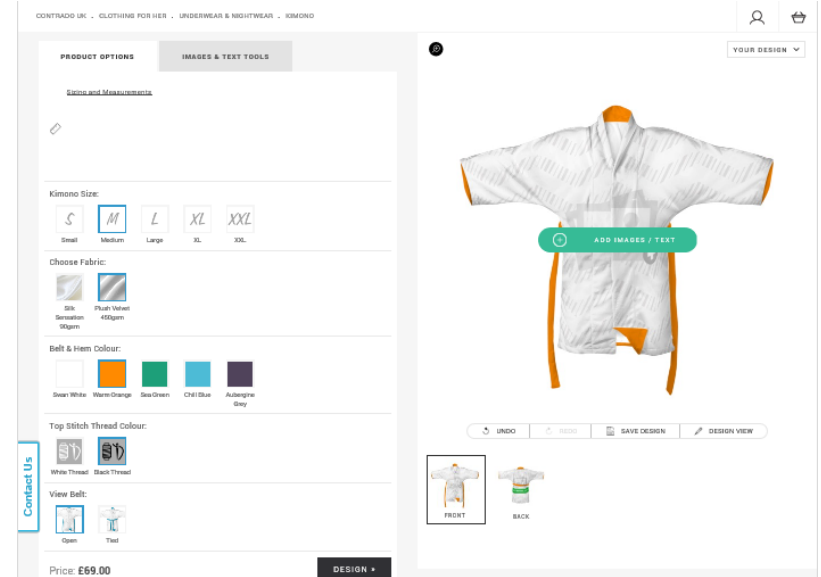 CONTRADO UK . CLOTHING FOR HER . UNDERWEAR & NIGHTWEAR . KIMONO
PRODUCT OPTIONS
IMAGES & TEXT TOOLS
Sizing and Measurements
Kimono Size:
S M L XL XXL
Small Medium Large XL XXL
Choose Fabric:
Silk Sensation 90gsm
Plush Velvet 450gsm
Belt & Hem Colour:
Swan White Warm Orange Sea Green Chill Blue Aubergine Grey
Top Stitch Thread Colour:
White Thread Black Thread
View Belt:
Open Tied
Price: £69.00
DESIGN »
Contact Us
YOUR DESIGN
ADD IMAGES / TEXT
UNDO REDO SAVE DESIGN DESIGN VIEW
FRONT BACK